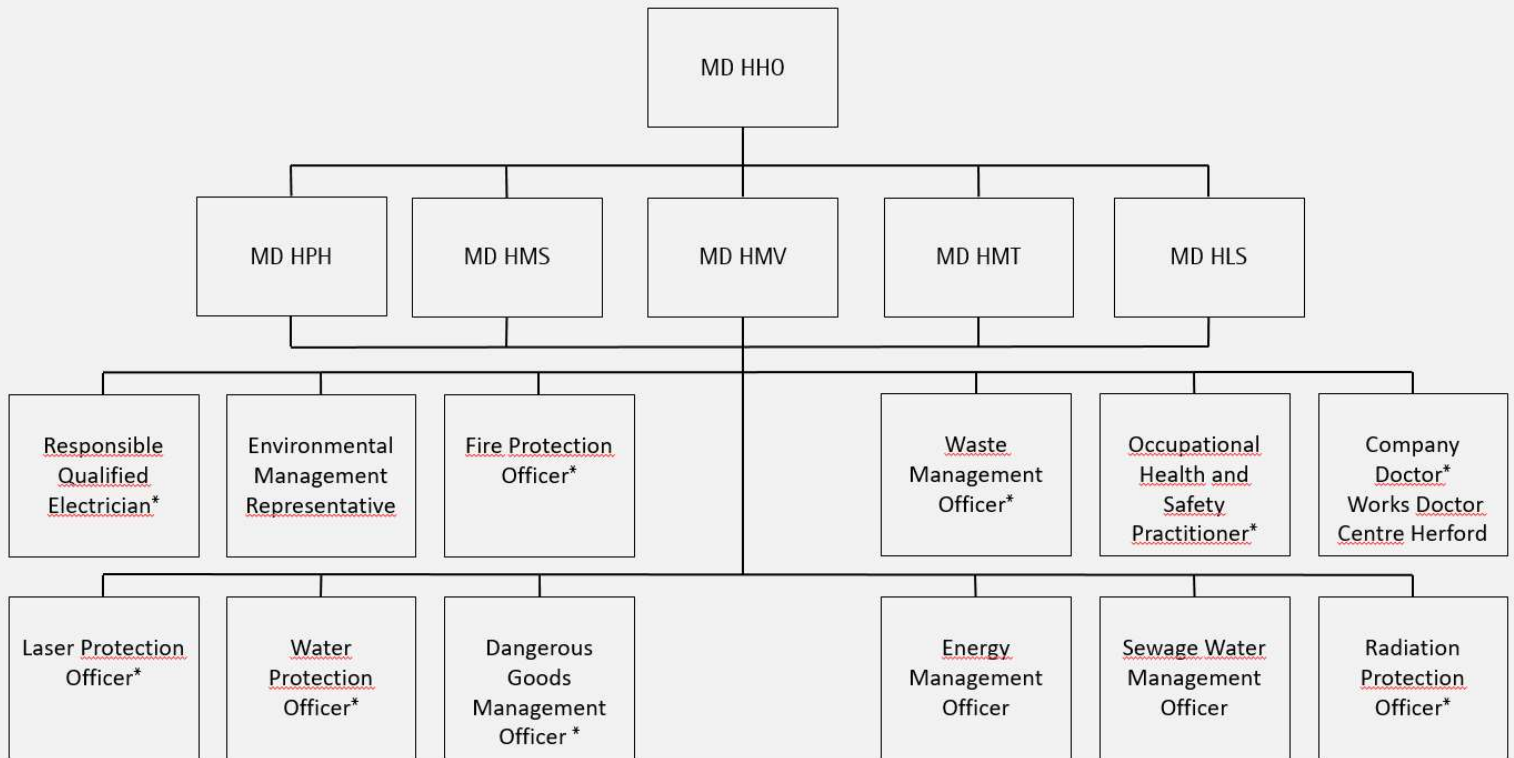 MD HHO
MD HPH
MD HMS
MD HMV
MD HMT
MD HLS
Responsible
Qualified
Electrician*
Environmental
Management
Representative
Fire Protection
Officer*
Waste
Management
Officer*
Occupational
Health and
Safety
Practitioner*
Company
Doctor*
Works Doctor
Centre Herford
Laser Protection
Officer*
Water
Protection
Officer*
Dangerous
Goods
Management
Officer *
Energy
Management
Officer
Sewage Water
Management
Officer
Radiation
Protection
Officer*